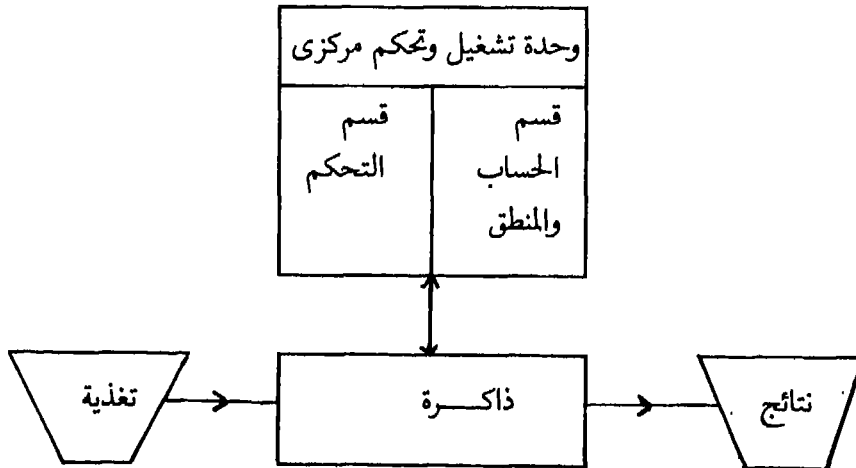 وحدة تشغيل وتحكم مركزى
قسم
الحساب
والمنطق
قسم
التحكم
تغذية
ذاكـــرة
نتائج